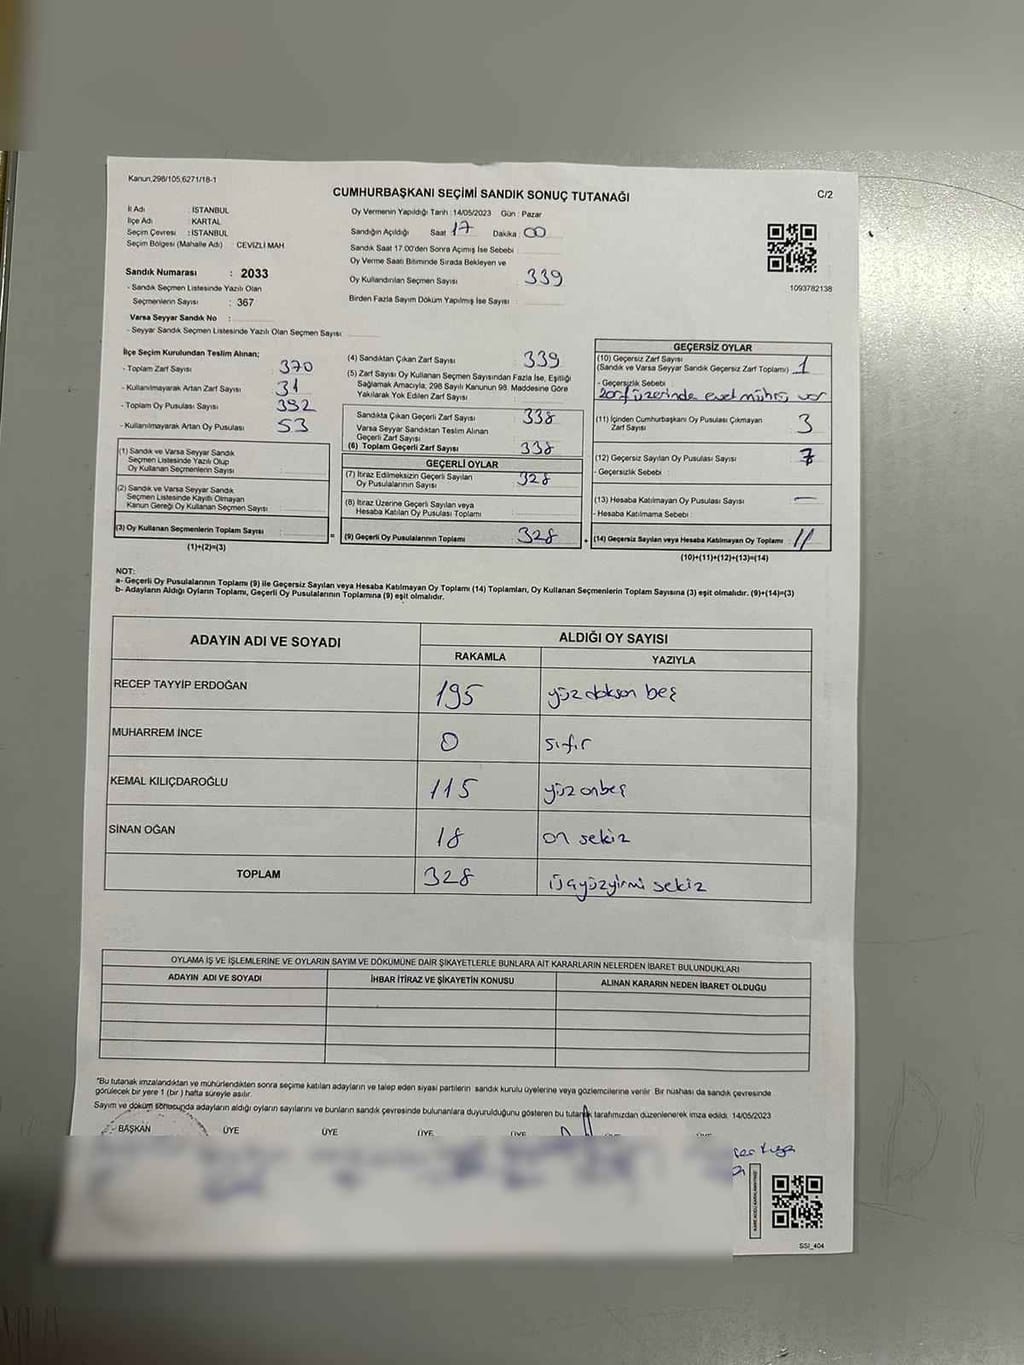 Kanun,298/105,6271/18-1
CUMHURBAŞKANI SEÇİMİ SANDIK SONUÇ TUTANAĞI
C/2
İl Adı : İSTANBUL
İlçe Adı : KARTAL
Seçim Çevresi : İSTANBUL
Seçim Bölgesi (Mahalle Adı) : CEVİZLİ MAH
Sandık Numarası : 2033
- Sandık Seçmen Listesinde Yazılı Olan
Seçmenlerin Sayısı : 367
Varsa Seyyar Sandık No :
- Seyyar Sandık Seçmen Listesinde Yazılı Olan Seçmen Sayısı :
Oy Vermenin Yapıldığı Tarih : 14/05/2023 Gün : Pazar
Sandığın Açıldığı Saat 17 Dakika : 00
Sandık Saat 17.00'den Sonra Açılmış İse Sebebi :
Oy Verme Saati Bitiminde Sırada Bekleyen ve
Oy Kullandırılan Seçmen Sayısı : 339
Birden Fazla Sayım Döküm Yapılmış İse Sayısı :
1093782138
İlçe Seçim Kurulundan Teslim Alınan;
- Toplam Zarf Sayısı : 370
- Kullanılmayarak Artan Zarf Sayısı : 31
- Toplam Oy Pusulası Sayısı : 392
- Kullanılmayarak Artan Oy Pusulası : 53
(1) Sandık ve Varsa Seyyar Sandık
Seçmen Listesinde Yazılı Olup
Oy Kullanan Seçmenlerin Sayısı :
(2) Sandık ve Varsa Seyyar Sandık
Seçmen Listesinde Kayıtlı Olmayan
Kanun Gereği Oy Kullanan Seçmen Sayısı :
(3) Oy Kullanan Seçmenlerin Toplam Sayısı :
(1)+(2)=(3)
(4) Sandıktan Çıkan Zarf Sayısı : 339
(5) Zarf Sayısı Oy Kullanan Seçmen Sayısından Fazla İse, Eşitliği
Sağlamak Amacıyla, 298 Sayılı Kanunun 98. Maddesine Göre
Yakılarak Yok Edilen Zarf Sayısı :
Sandıkta Çıkan Geçerli Zarf Sayısı : 338
Varsa Seyyar Sandıktan Teslim Alınan
Geçerli Zarf Sayısı :
(6) Toplam Geçerli Zarf Sayısı : 338
GEÇERLİ OYLAR
(7) İtiraz Edilmeksizin Geçerli Sayılan
Oy Pusulalarının Sayısı : 328
(8) İtiraz Üzerine Geçerli Sayılan veya
Hesaba Katılan Oy Pusulası Toplamı :
= (9) Geçerli Oy Pusulalarının Toplamı : 328 +
GEÇERSİZ OYLAR
(10) Geçersiz Zarf Sayısı
(Sandık ve Varsa Seyyar Sandık Geçersiz Zarf Toplamı) : 1
- Geçersizlik Sebebi :
zarf üzerinde evet mührü var
(11) İçinden Cumhurbaşkanı Oy Pusulası Çıkmayan
Zarf Sayısı : 3
(12) Geçersiz Sayılan Oy Pusulası Sayısı : 7
- Geçersizlik Sebebi :
(13) Hesaba Katılmayan Oy Pusulası Sayısı : —
- Hesaba Katılmama Sebebi :
(14) Geçersiz Sayılan veya Hesaba Katılmayan Oy Toplamı : 11
(10)+(11)+(12)+(13)=(14)
NOT:
a- Geçerli Oy Pusulalarının Toplamı (9) ile Geçersiz Sayılan veya Hesaba Katılmayan Oy Toplamı (14) Toplamları, Oy Kullanan Seçmenlerin Toplam Sayısına (3) eşit olmalıdır. (9)+(14)=(3)
b- Adayların Aldığı Oyların Toplamı, Geçerli Oy Pusulalarının Toplamına (9) eşit olmalıdır.
ADAYIN ADI VE SOYADI
ALDIĞI OY SAYISI
RAKAMLA YAZIYLA
RECEP TAYYİP ERDOĞAN 195 yüz doksan beş
MUHARREM İNCE 0 sıfır
KEMAL KILIÇDAROĞLU 115 yüz onbeş
SİNAN OĞAN 18 on sekiz
TOPLAM 328 üçyüzyirmi sekiz
OYLAMA İŞ VE İŞLEMLERİNE VE OYLARIN SAYIM VE DÖKÜMÜNE DAİR ŞİKAYETLERLE BUNLARA AİT KARARLARIN NELERDEN İBARET BULUNDUKLARI
ADAYIN ADI VE SOYADI İHBAR İTİRAZ VE ŞİKAYETİN KONUSU ALINAN KARARIN NEDEN İBARET OLDUĞU
"Bu tutanak imzalandıktan ve mühürlendikten sonra seçime katılan adayların ve talep eden siyasi partilerin sandık kurulu üyelerine veya gözlemcilerine verilir. Bir nüshası da sandık çevresinde
görülecek bir yere 1 (bir) hafta süreyle asılır.
Sayım ve döküm sonucunda adayların aldığı oyların sayılarını ve bunların sandık çevresinde bulunanlara duyurulduğunu gösteren bu tutanak tarafımızdan düzenlenerek imza edildi. 14/05/2023
BAŞKAN ÜYE ÜYE ÜYE ÜYE
SSI_404